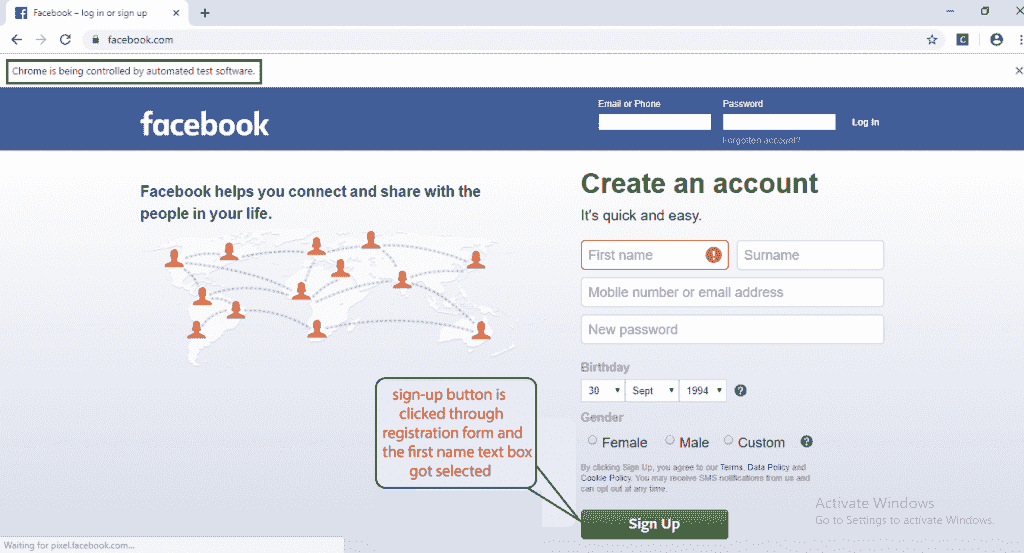 Facebook – log in or sign up
facebook.com
Chrome is being controlled by automated test software.
facebook
Email or Phone
Password
Log In
Forgotten account?
Facebook helps you connect and share with the
people in your life.
Create an account
It's quick and easy.
First name
Surname
Mobile number or email address
New password
Birthday
30 Sept 1994
Gender
Female Male Custom
By clicking Sign Up, you agree to our Terms, Data Policy and
Cookie Policy. You may receive SMS notifications from us and
can opt out at any time.
Sign Up
sign-up button is
clicked through
registration form and
the first name text box
got selected
Activate Windows
Go to Settings to activate Windows.
Waiting for pixel.facebook.com...